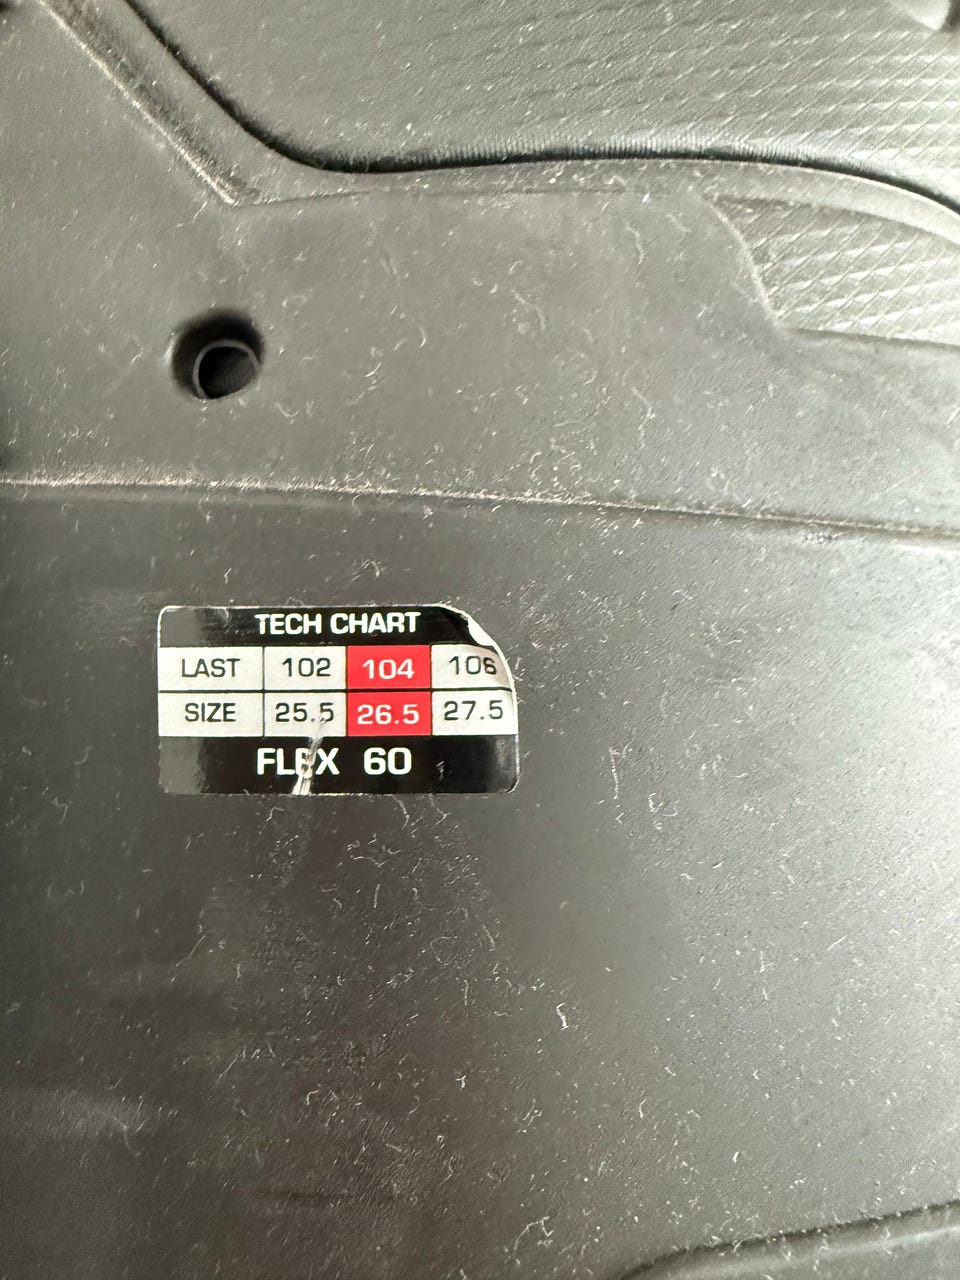 TECH CHART
LAST 102 104 106
SIZE 25.5 26.5 27.5
FLEX 60